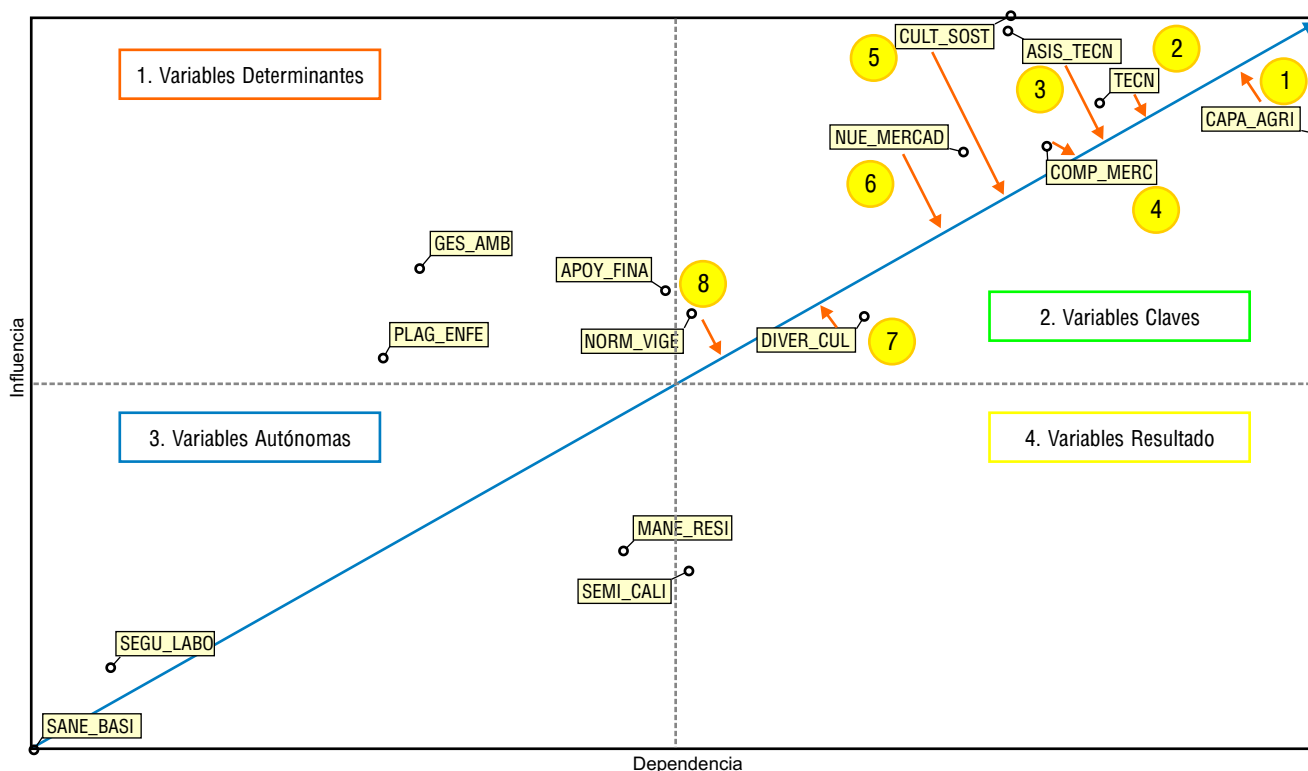 CULT_SOST
ASIS_TECN
2
5
1. Variables Determinantes
3
TECN
1
CAPA_AGRI
NUE_MERCAD
COMP_MERC
6
4
GES_AMB
APOY_FINA
8
2. Variables Claves
PLAG_ENFE
NORM_VIGE
DIVER_CUL
7
Influencia
3. Variables Autónomas
4. Variables Resultado
MANE_RESI
SEMI_CALI
SEGU_LABO
SANE_BASI
Dependencia